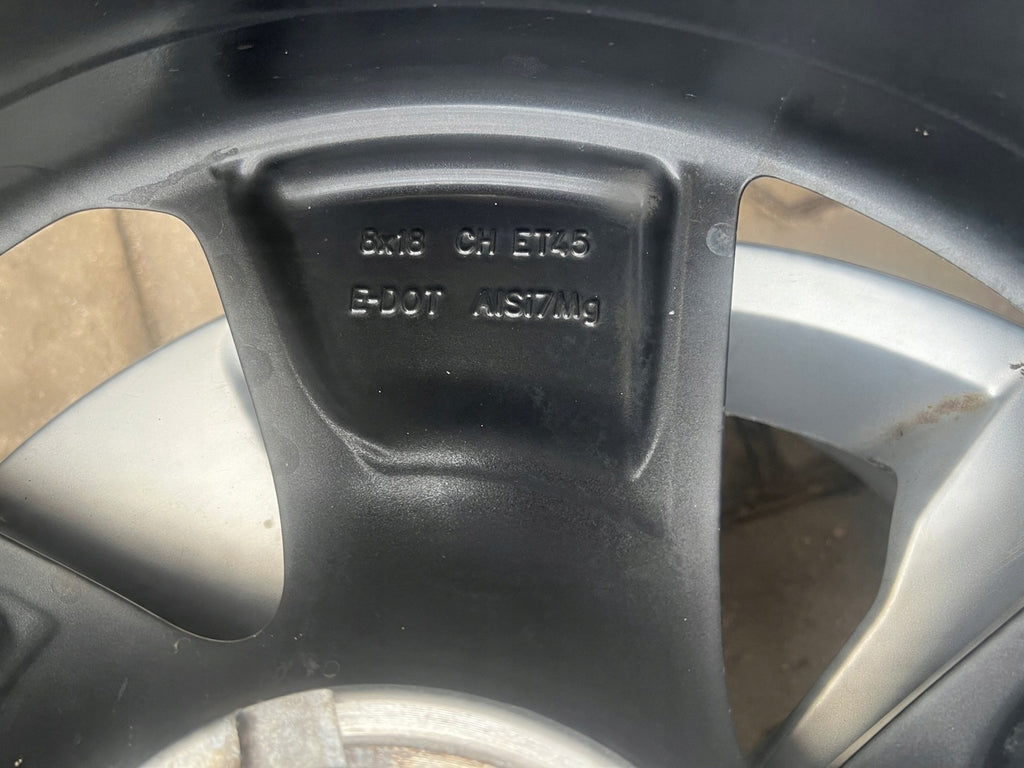 8x18 CH ET45
E-DOT AlSi7Mg